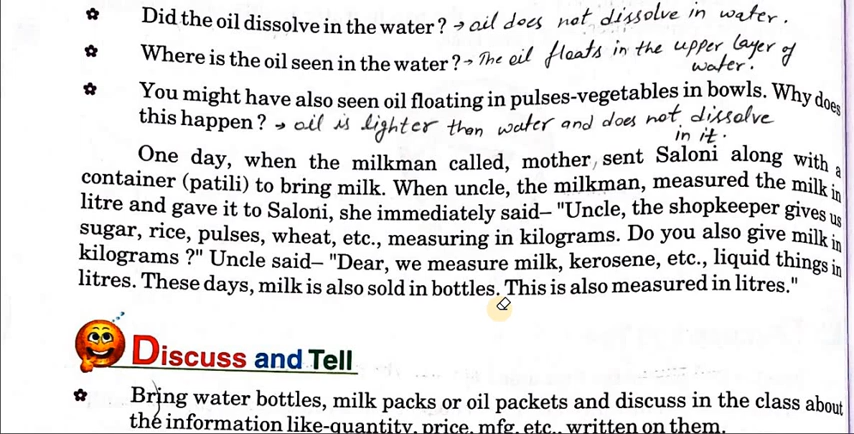 Did the oil dissolve in the water? → oil does not dissolve in water.
Where is the oil seen in the water? → The oil floats in the upper layer of
water.
You might have also seen oil floating in pulses-vegetables in bowls. Why does
this happen? → oil is lighter than water and does not dissolve
in it.
One day, when the milkman called, mother sent Saloni along with a
container (patili) to bring milk. When uncle, the milkman, measured the milk in
litre and gave it to Saloni, she immediately said– "Uncle, the shopkeeper gives us
sugar, rice, pulses, wheat, etc., measuring in kilograms. Do you also give milk in
kilograms ?" Uncle said– "Dear, we measure milk, kerosene, etc., liquid things in
litres. These days, milk is also sold in bottles. This is also measured in litres."
Discuss and Tell
Bring water bottles, milk packs or oil packets and discuss in the class about
the information like-quantity, price, mfg. etc., written on them.